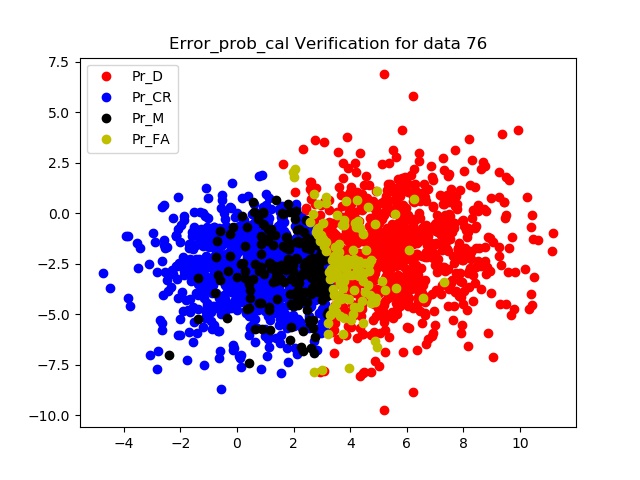 Error_prob_cal Verification for data 76
7.5
5.0
2.5
0.0
−2.5
−5.0
−7.5
−10.0
Pr_D
Pr_CR
Pr_M
Pr_FA
−4 −2 0 2 4 6 8 10